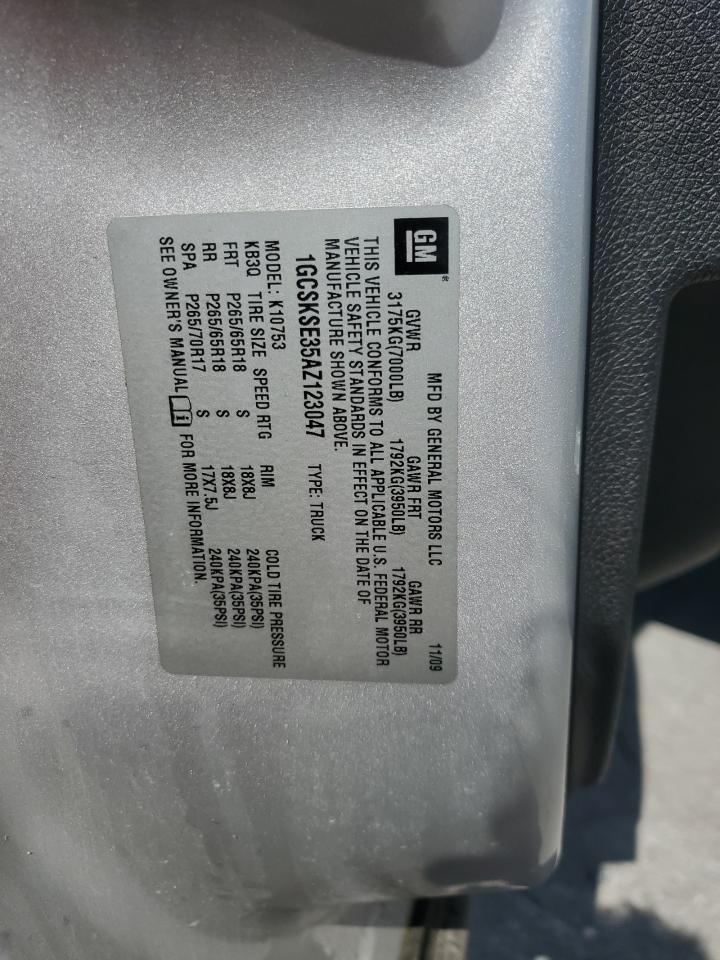 GM
MFD BY GENERAL MOTORS LLC 11/09
GVWR GAWR FRT GAWR RR
3175KG(7000LB) 1792KG(3950LB) 1792KG(3950LB)
THIS VEHICLE CONFORMS TO ALL APPLICABLE U.S. FEDERAL MOTOR
VEHICLE SAFETY STANDARDS IN EFFECT ON THE DATE OF
MANUFACTURE SHOWN ABOVE.
1GCSKSE35AZ123047 TYPE: TRUCK
MODEL: K10753
KB3Q TIRE SIZE SPEED RTG RIM COLD TIRE PRESSURE
FRT P265/65R18 S 18X8J 240KPA(35PSI)
RR P265/65R18 S 18X8J 240KPA(35PSI)
SPA P265/70R17 S 17X7.5J 240KPA(35PSI)
SEE OWNER'S MANUAL FOR MORE INFORMATION.